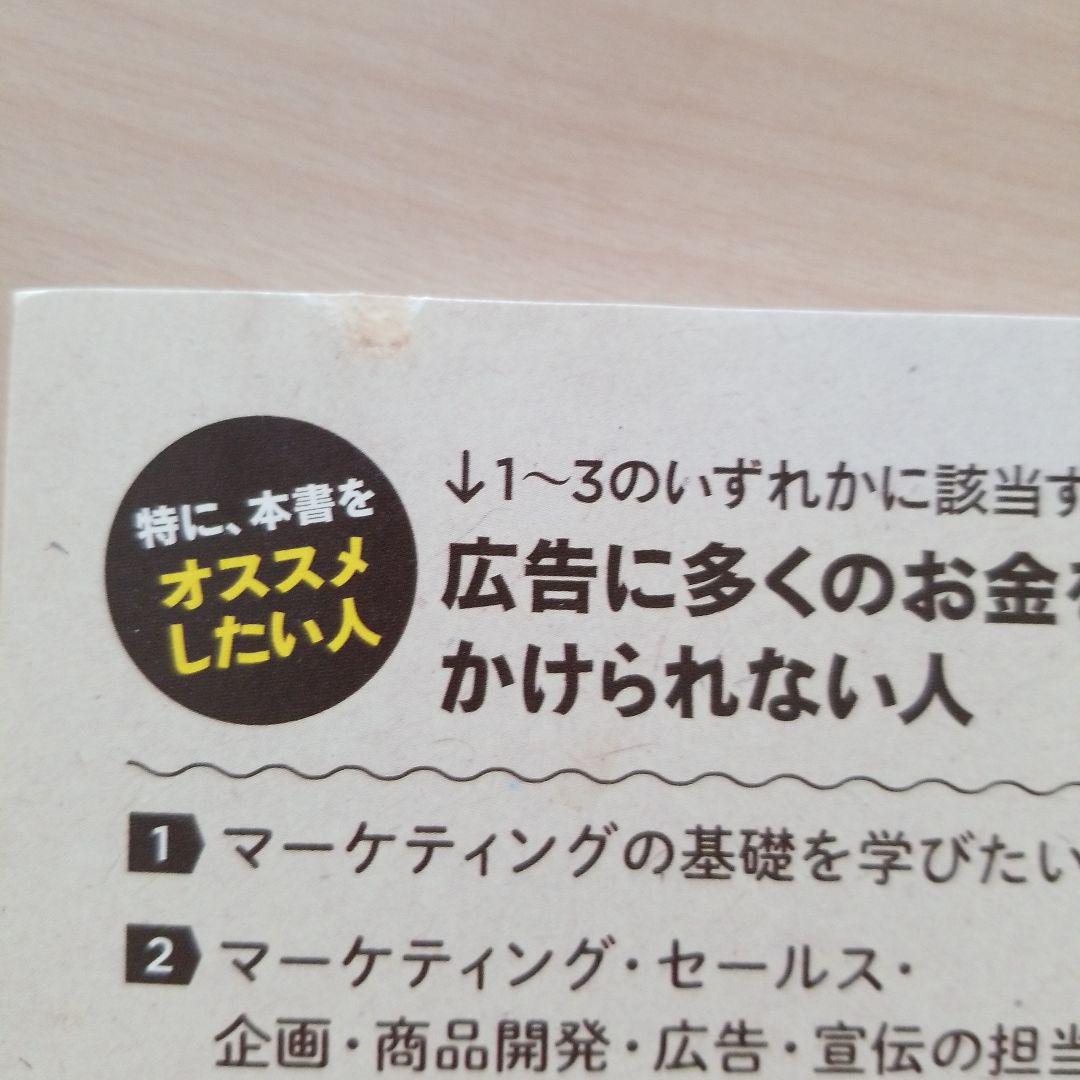 特に、本書を
オススメ
したい人
↓1〜3のいずれかに該当す
広告に多くのお金を
かけられない人
1 マーケティングの基礎を学びたい
2 マーケティング・セールス・
企画・商品開発・広告・宣伝の担当